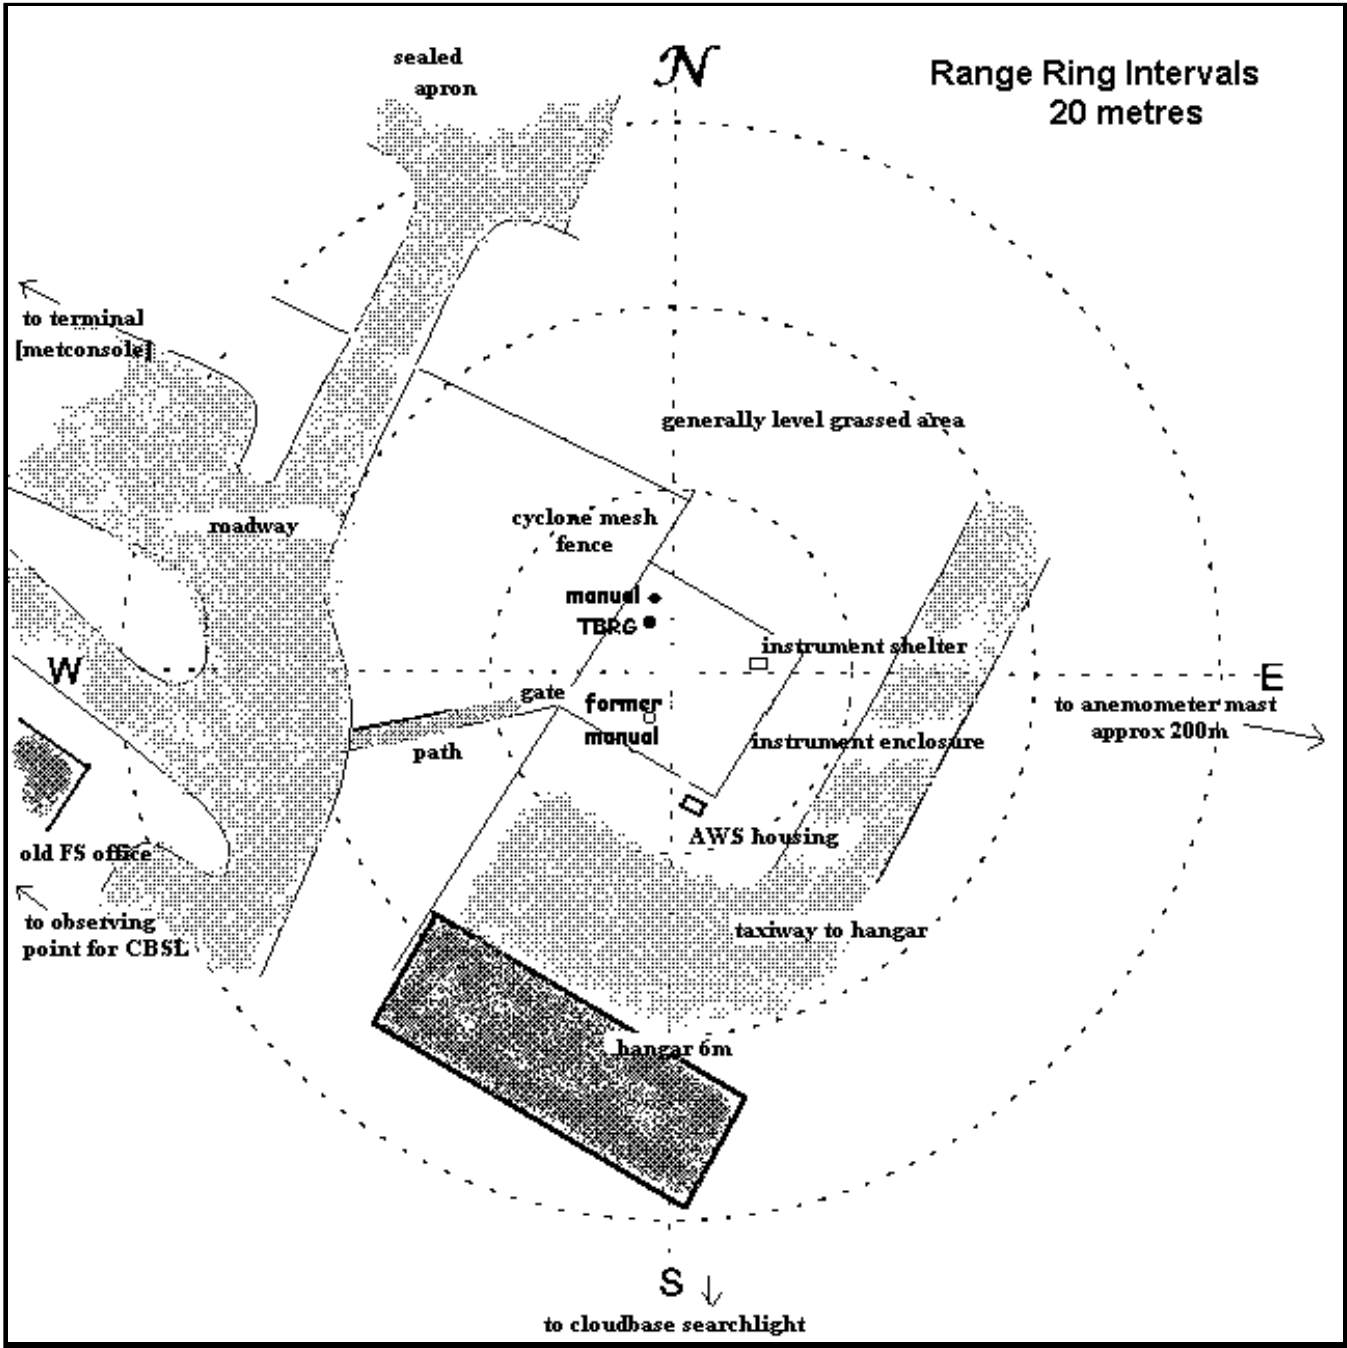 sealed
apron
N
Range Ring Intervals
20 metres
to terminal
[metconsole]
generally level grassed area
roadway
cyclone mesh
fence
manual
TBRG
instrument shelter
W
E
gate
former
manual
path
to anemometer mast
approx 200m
instrument enclosure
AWS housing
old FS office
to observing
point for CBSL
taxiway to hangar
hangar 6m
S
to cloudbase searchlight